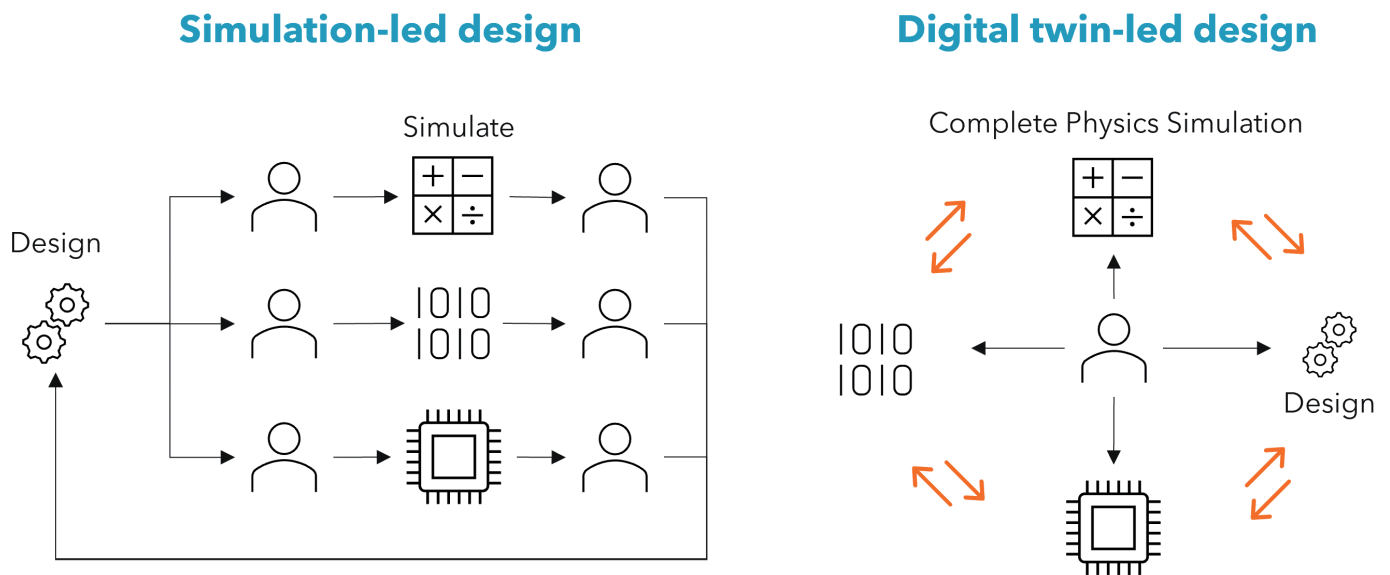 Simulation-led design
Digital twin-led design
Simulate
Design
1010
1010
Complete Physics Simulation
1010
1010
Design